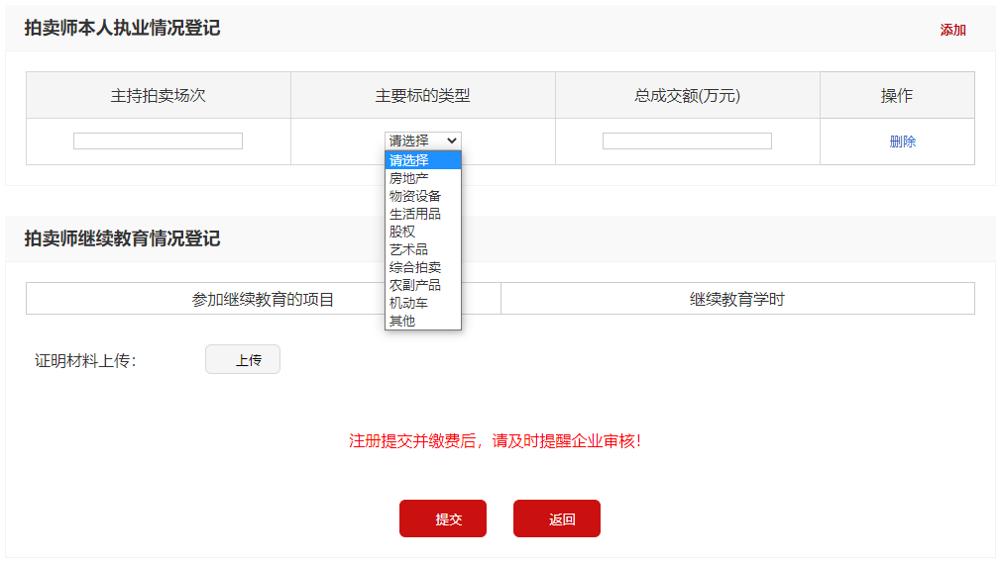 拍卖师本人执业情况登记 添加
主持拍卖场次 主要标的类型 总成交额(万元) 操作
请选择 删除
请选择
房地产
物资设备
生活用品
股权
艺术品
综合拍卖
农副产品
机动车
其他
拍卖师继续教育情况登记
参加继续教育的项目 继续教育学时
证明材料上传： 上传
注册提交并缴费后，请及时提醒企业审核！
提交 返回